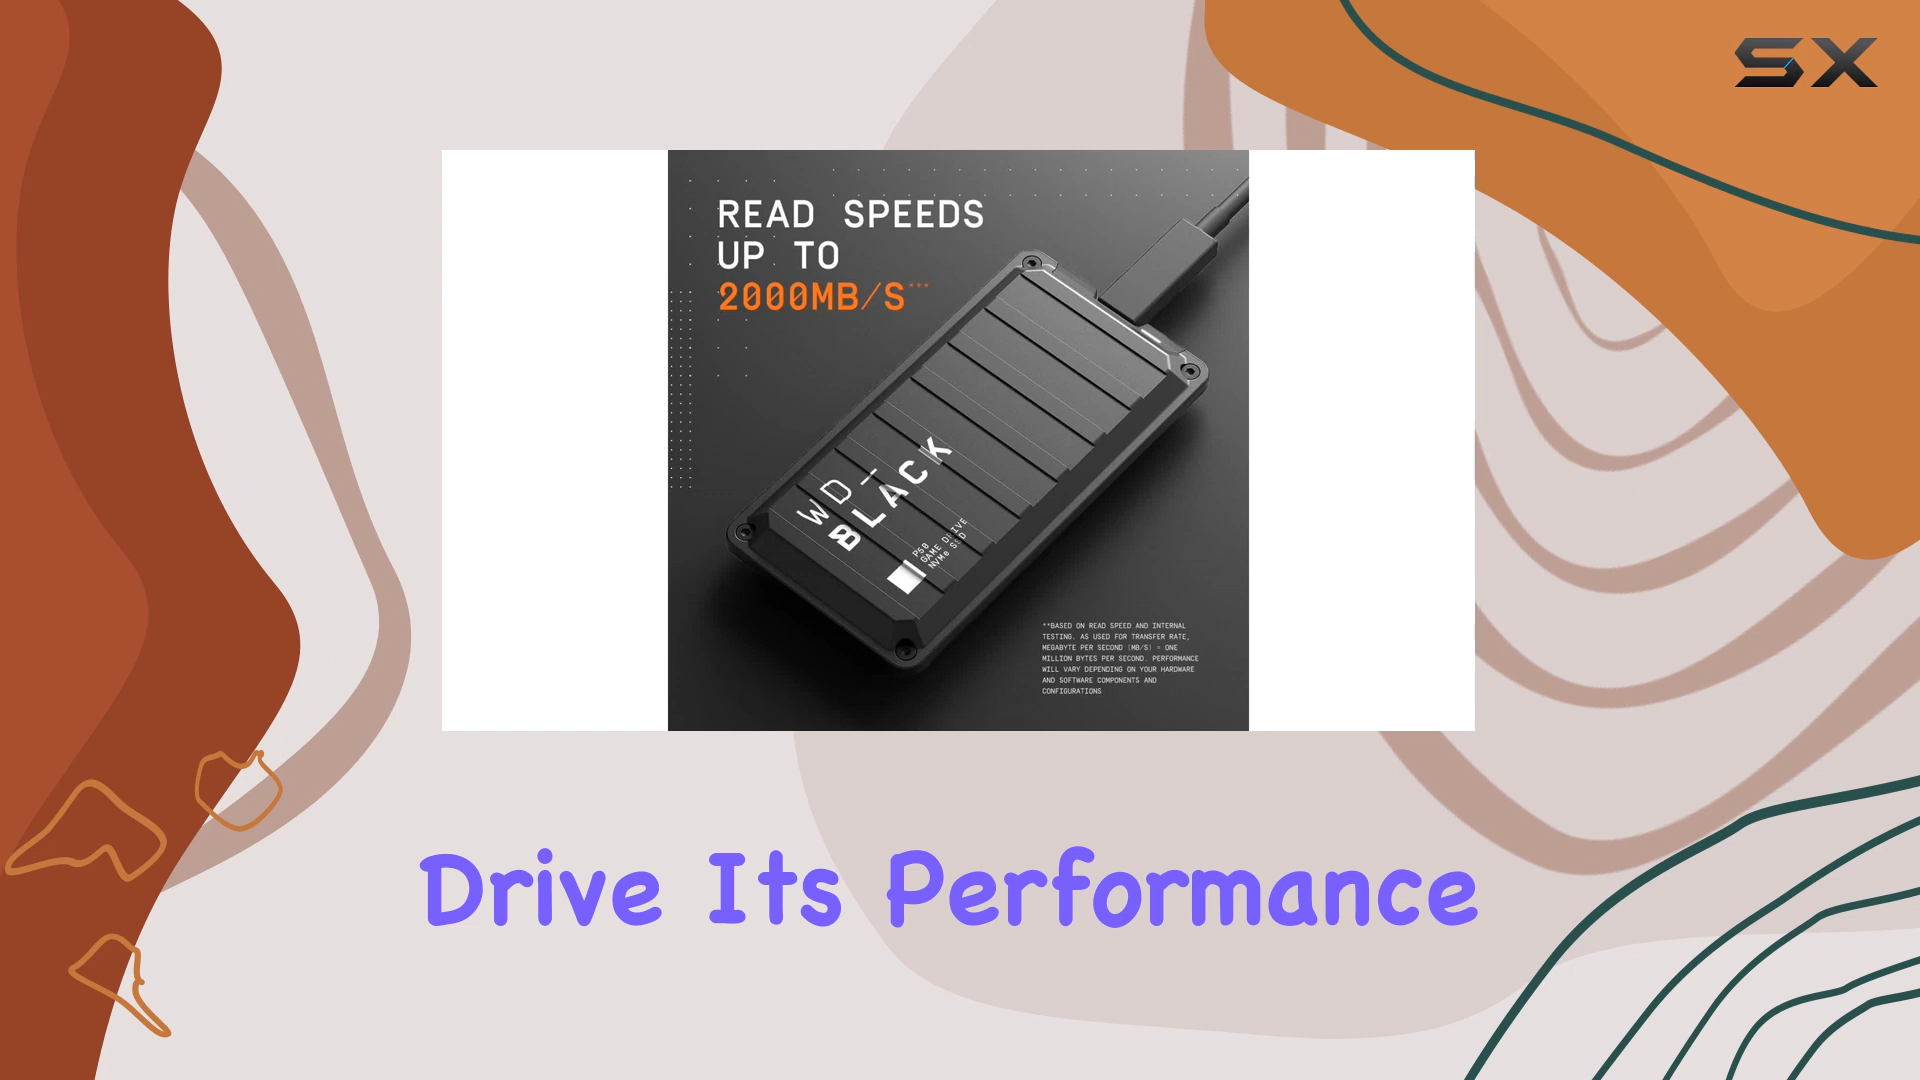 SX
READ SPEEDS
UP TO
2000MB/S***
WD_
BLACK
P50
GAME DRIVE
NVMe SSD
**BASED ON READ SPEED AND INTERNAL
TESTING. AS USED FOR TRANSFER RATE,
MEGABYTE PER SECOND (MB/S) = ONE
MILLION BYTES PER SECOND. PERFORMANCE
WILL VARY DEPENDING ON YOUR HARDWARE
AND SOFTWARE COMPONENTS AND
CONFIGURATIONS
Drive Its Performance